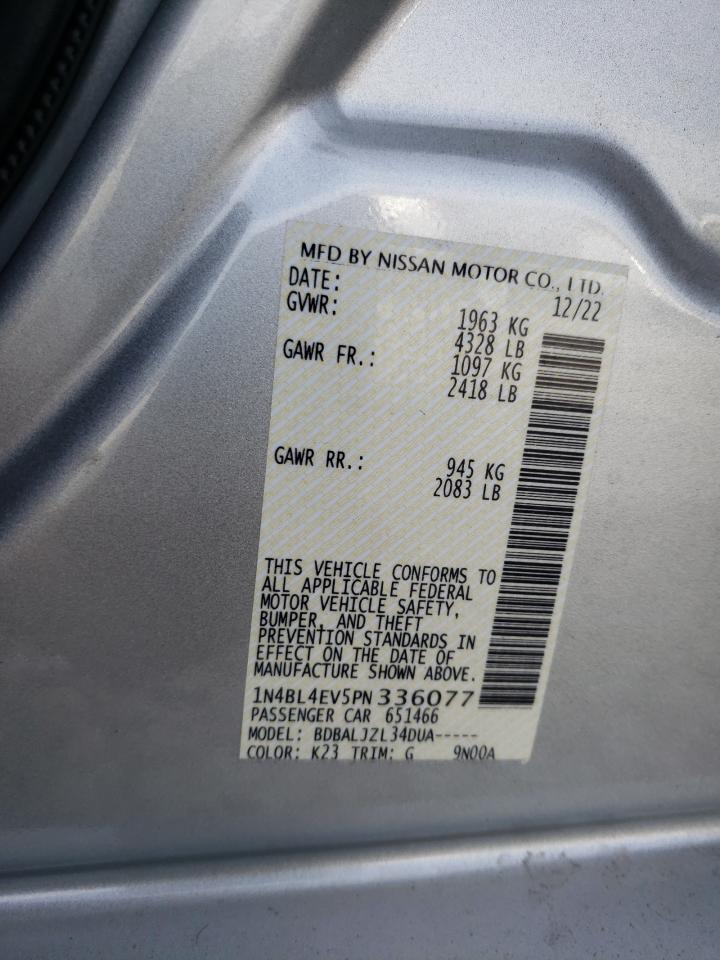 MFD BY NISSAN MOTOR CO., LTD.
DATE: 12/22
GVWR: 1963 KG
4328 LB
GAWR FR.: 1097 KG
2418 LB
GAWR RR.: 945 KG
2083 LB
THIS VEHICLE CONFORMS TO
ALL APPLICABLE FEDERAL
MOTOR VEHICLE SAFETY,
BUMPER, AND THEFT
PREVENTION STANDARDS IN
EFFECT ON THE DATE OF
MANUFACTURE SHOWN ABOVE.
1N4BL4EV5PN336077
PASSENGER CAR 651466
MODEL: BDBALJZL34DUA-----
COLOR: K23 TRIM: G 9N00A